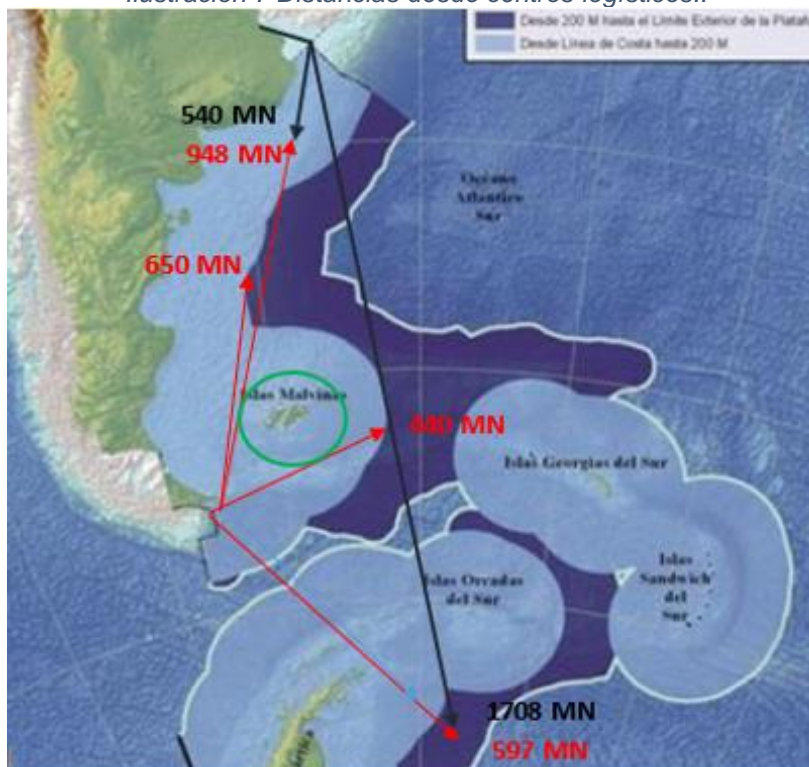 Ilustración 7 Distancias desde centros logísticos..
Desde 200 M hasta el Límite Exterior de la Plataf
Desde Línea de Costa hasta 200 M
540 MN
948 MN
Océano
Atlántico
Sur
650 MN
Islas Malvinas
MN
Islas Georgias del Sur
Islas Orcadas
del Sur
Islas
Sandwich
del
Sur
1708 MN
597 MN